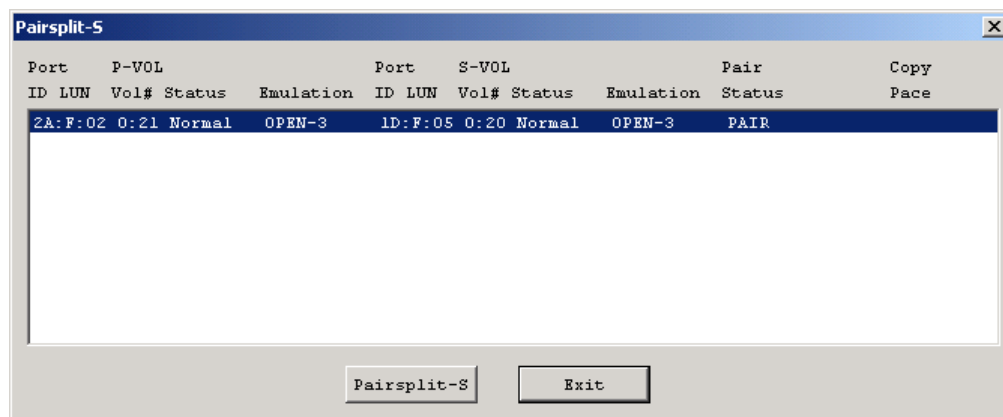 Pairsplit-S
Port P-VOL Port S-VOL Pair Copy
ID LUN Vol# Status Emulation ID LUN Vol# Status Emulation Status Pace
2A:F:02 0:21 Normal OPEN-3 1D:F:05 0:20 Normal OPEN-3 PAIR
Pairsplit-S Exit